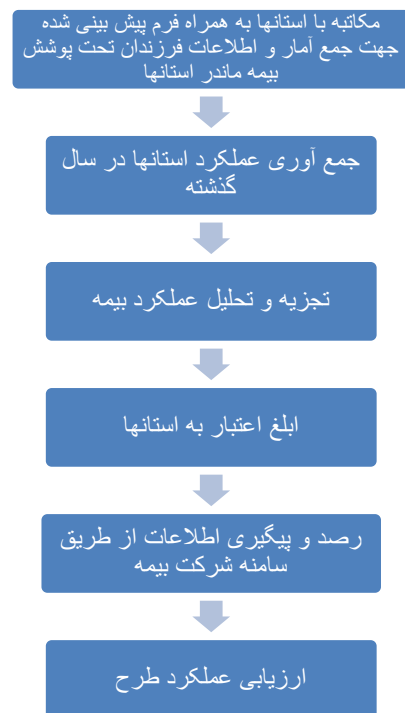 مکاتبه با استانها به همراه فرم پیش بینی شده
جهت جمع آمار و اطلاعات فرزندان تحت پوشش
بیمه ماندر استانها
جمع آوری عملکرد استانها در سال
گذشته
تجزیه و تحلیل عملکرد بیمه
ابلغ اعتبار به استانها
رصد و پیگیری اطلاعات از طریق
سامنه شرکت بیمه
ارزیابی عملکرد طرح